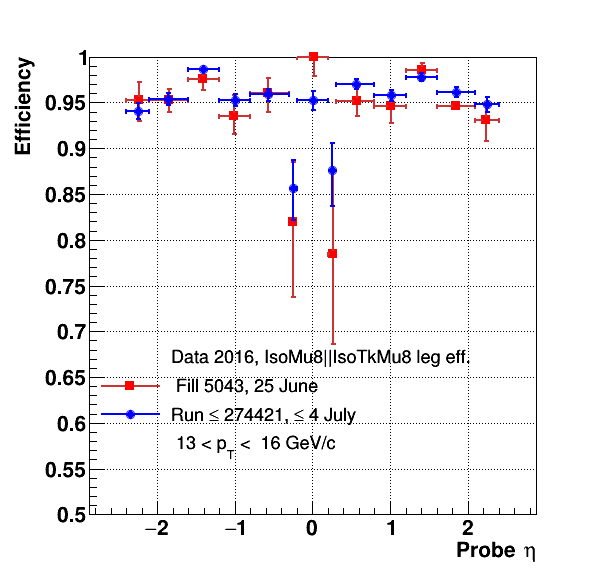 Efficiency
1
0.95
0.9
0.85
0.8
0.75
0.7
0.65
0.6
0.55
0.5
Data 2016, IsoMu8||IsoTkMu8 leg eff.
Fill 5043, 25 June
Run ≤ 274421, ≤ 4 July
13 < p_T < 16 GeV/c
−2 −1 0 1 2
Probe η